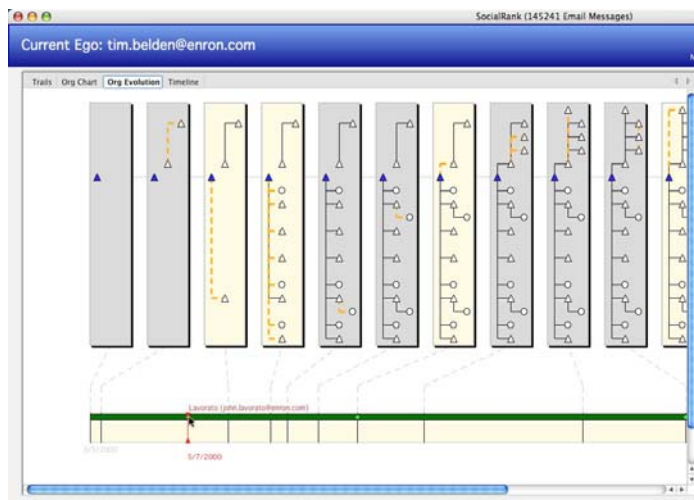 SocialRank (145241 Email Messages)
Current Ego: tim.belden@enron.com
Trails Org Chart Org Evolution Timeline
Lavorato (john.lavorato@enron.com)
5/7/2000